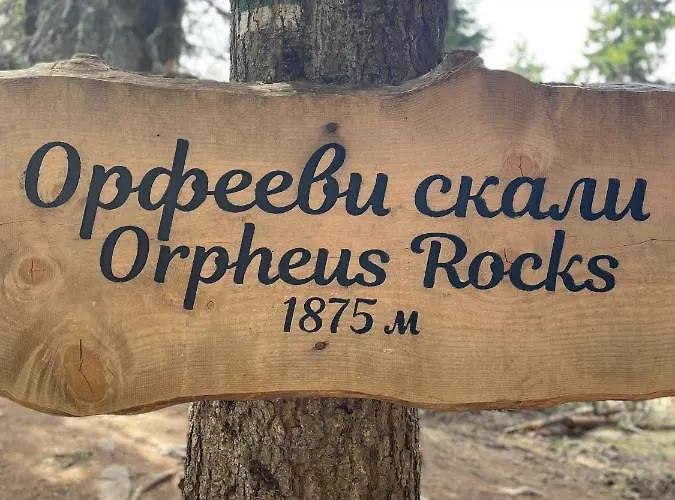 Орфееви скали
Orpheus Rocks
1875 м